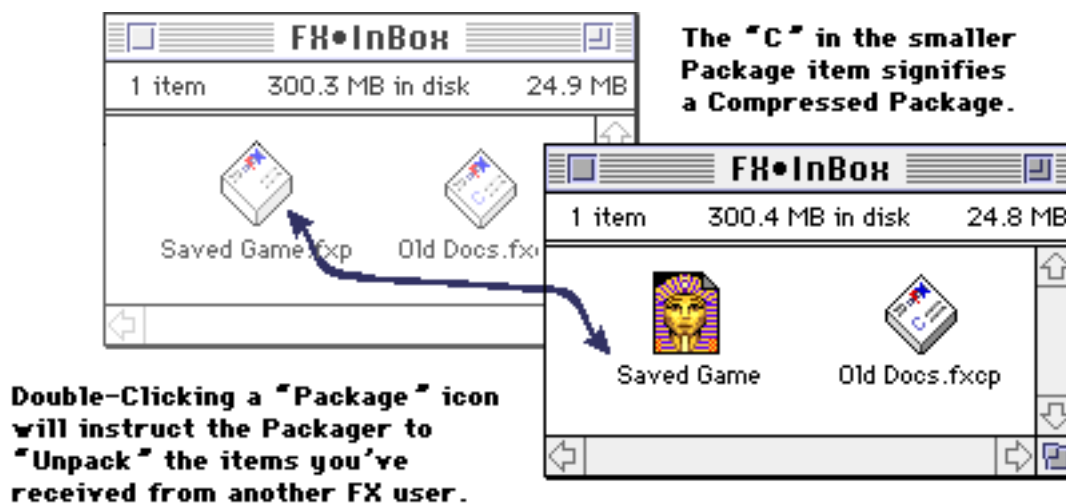 FX•InBox
1 item 300.3 MB in disk 24.9 MB
Saved Game.fxp Old Docs.fx
The "C" in the smaller
Package item signifies
a Compressed Package.
FX•InBox
1 item 300.4 MB in disk 24.8 MB
Saved Game Old Docs.fxcp
Double-Clicking a "Package" icon
will instruct the Packager to
"Unpack" the items you've
received from another FX user.